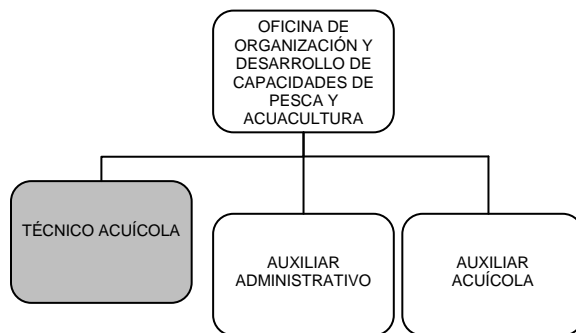 OFICINA DE
ORGANIZACIÓN Y
DESARROLLO DE
CAPACIDADES DE
PESCA Y
ACUACULTURA
TÉCNICO ACUÍCOLA
AUXILIAR
ADMINISTRATIVO
AUXILIAR
ACUÍCOLA